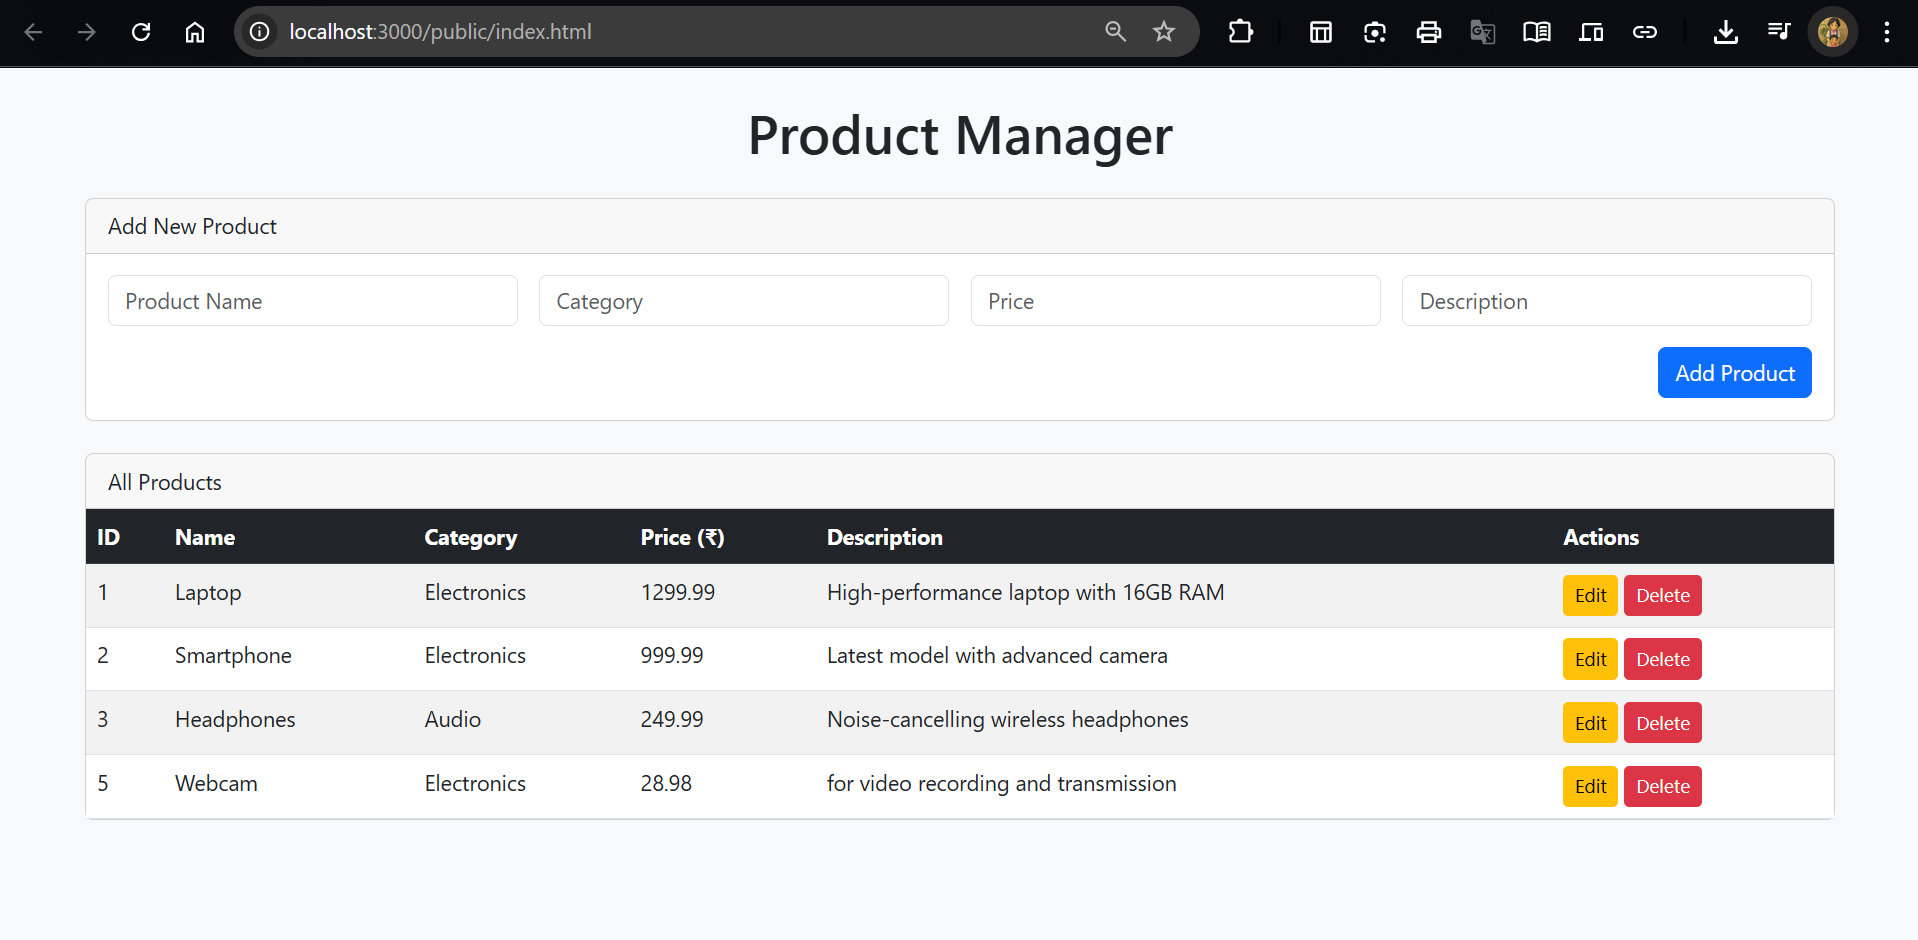 localhost:3000/public/index.html
Product Manager
Add New Product
Product Name Category Price Description
Add Product
All Products
ID Name Category Price (₹) Description Actions
1 Laptop Electronics 1299.99 High-performance laptop with 16GB RAM Edit Delete
2 Smartphone Electronics 999.99 Latest model with advanced camera Edit Delete
3 Headphones Audio 249.99 Noise-cancelling wireless headphones Edit Delete
5 Webcam Electronics 28.98 for video recording and transmission Edit Delete